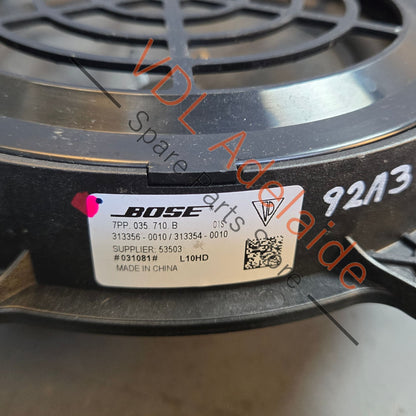 BOSE
7PP. 035 710. B GIS
313356 - 0010 / 313354 - 0010
SUPPLIER: 53503
#031081# L10HD
MADE IN CHINA
92A3
VDL Adelaide
Spare Parts store